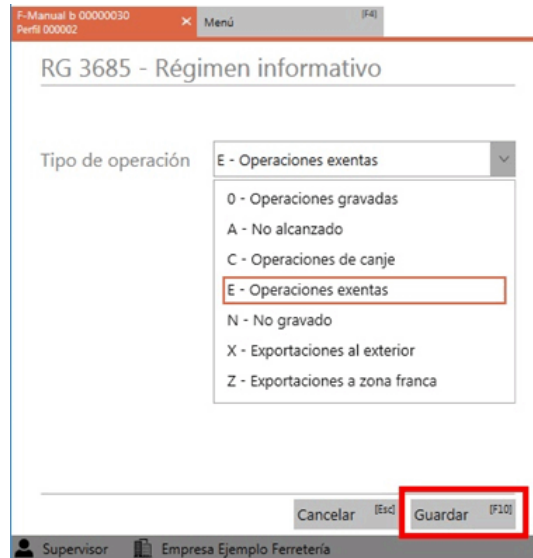 F-Manual b 00000030
Perfil 000002
× Menú [F4]
RG 3685 - Régimen informativo
Tipo de operación E - Operaciones exentas
0 - Operaciones gravadas
A - No alcanzado
C - Operaciones de canje
E - Operaciones exentas
N - No gravado
X - Exportaciones al exterior
Z - Exportaciones a zona franca
Cancelar [Esc] Guardar [F10]
Supervisor Empresa Ejemplo Ferretería